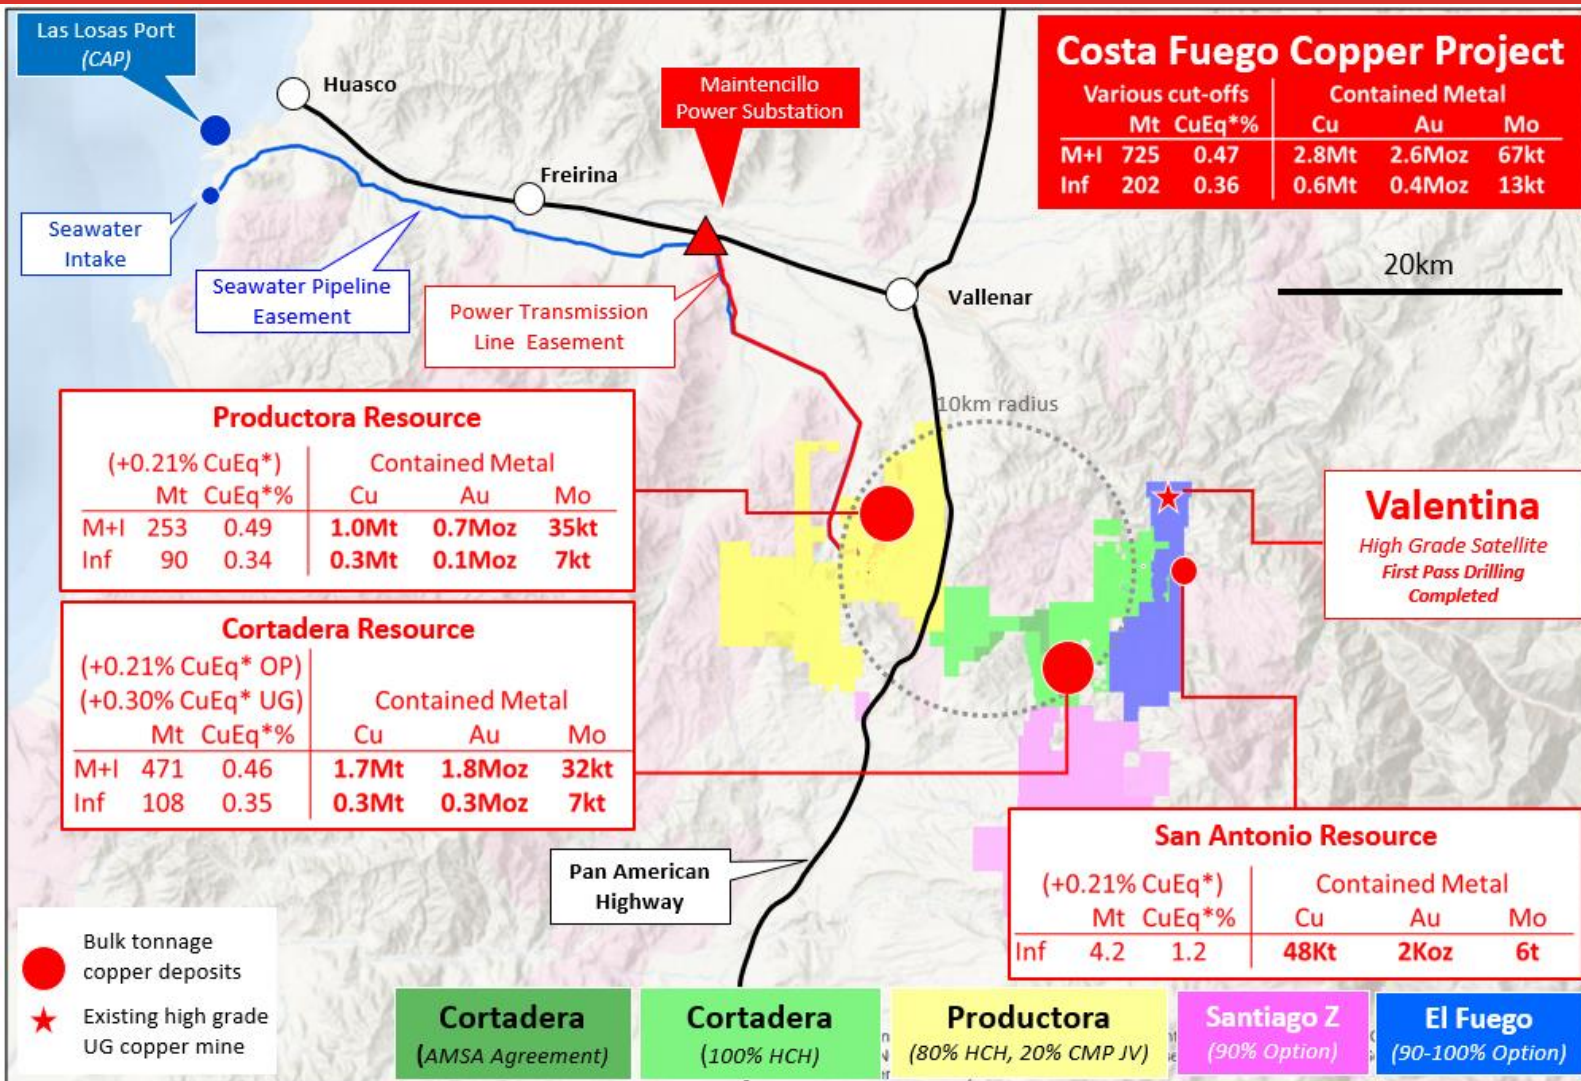 Las Losas Port
(CAP)
Huasco
Maintencillo
Power Substation
Costa Fuego Copper Project
Various cut-offs Contained Metal
Mt CuEq*% Cu Au Mo
M+I 725 0.47 2.8Mt 2.6Moz 67kt
Inf 202 0.36 0.6Mt 0.4Moz 13kt
Freirina
Seawater
Intake
Seawater Pipeline
Easement
Power Transmission
Line Easement
Vallenar
20km
10km radius
Productora Resource
(+0.21% CuEq*) Contained Metal
Mt CuEq*% Cu Au Mo
M+I 253 0.49 1.0Mt 0.7Moz 35kt
Inf 90 0.34 0.3Mt 0.1Moz 7kt
Valentina
High Grade Satellite
First Pass Drilling
Completed
Cortadera Resource
(+0.21% CuEq* OP)
(+0.30% CuEq* UG) Contained Metal
Mt CuEq*% Cu Au Mo
M+I 471 0.46 1.7Mt 1.8Moz 32kt
Inf 108 0.35 0.3Mt 0.3Moz 7kt
Pan American
Highway
San Antonio Resource
(+0.21% CuEq*) Contained Metal
Mt CuEq*% Cu Au Mo
Inf 4.2 1.2 48Kt 2Koz 6t
Bulk tonnage
copper deposits
Existing high grade
UG copper mine
Cortadera
(AMSA Agreement)
Cortadera
(100% HCH)
Productora
(80% HCH, 20% CMP JV)
Santiago Z
(90% Option)
El Fuego
(90-100% Option)